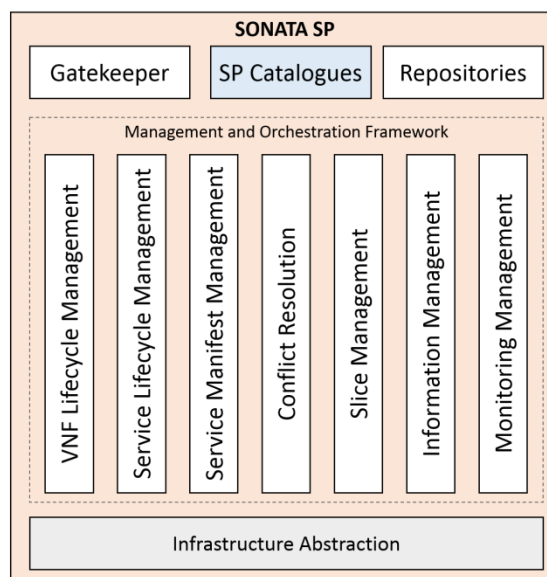 SONATA SP
Gatekeeper
SP Catalogues
Repositories
Management and Orchestration Framework
VNF Lifecycle Management
Service Lifecycle Management
Service Manifest Management
Conflict Resolution
Slice Management
Information Management
Monitoring Management
Infrastructure Abstraction